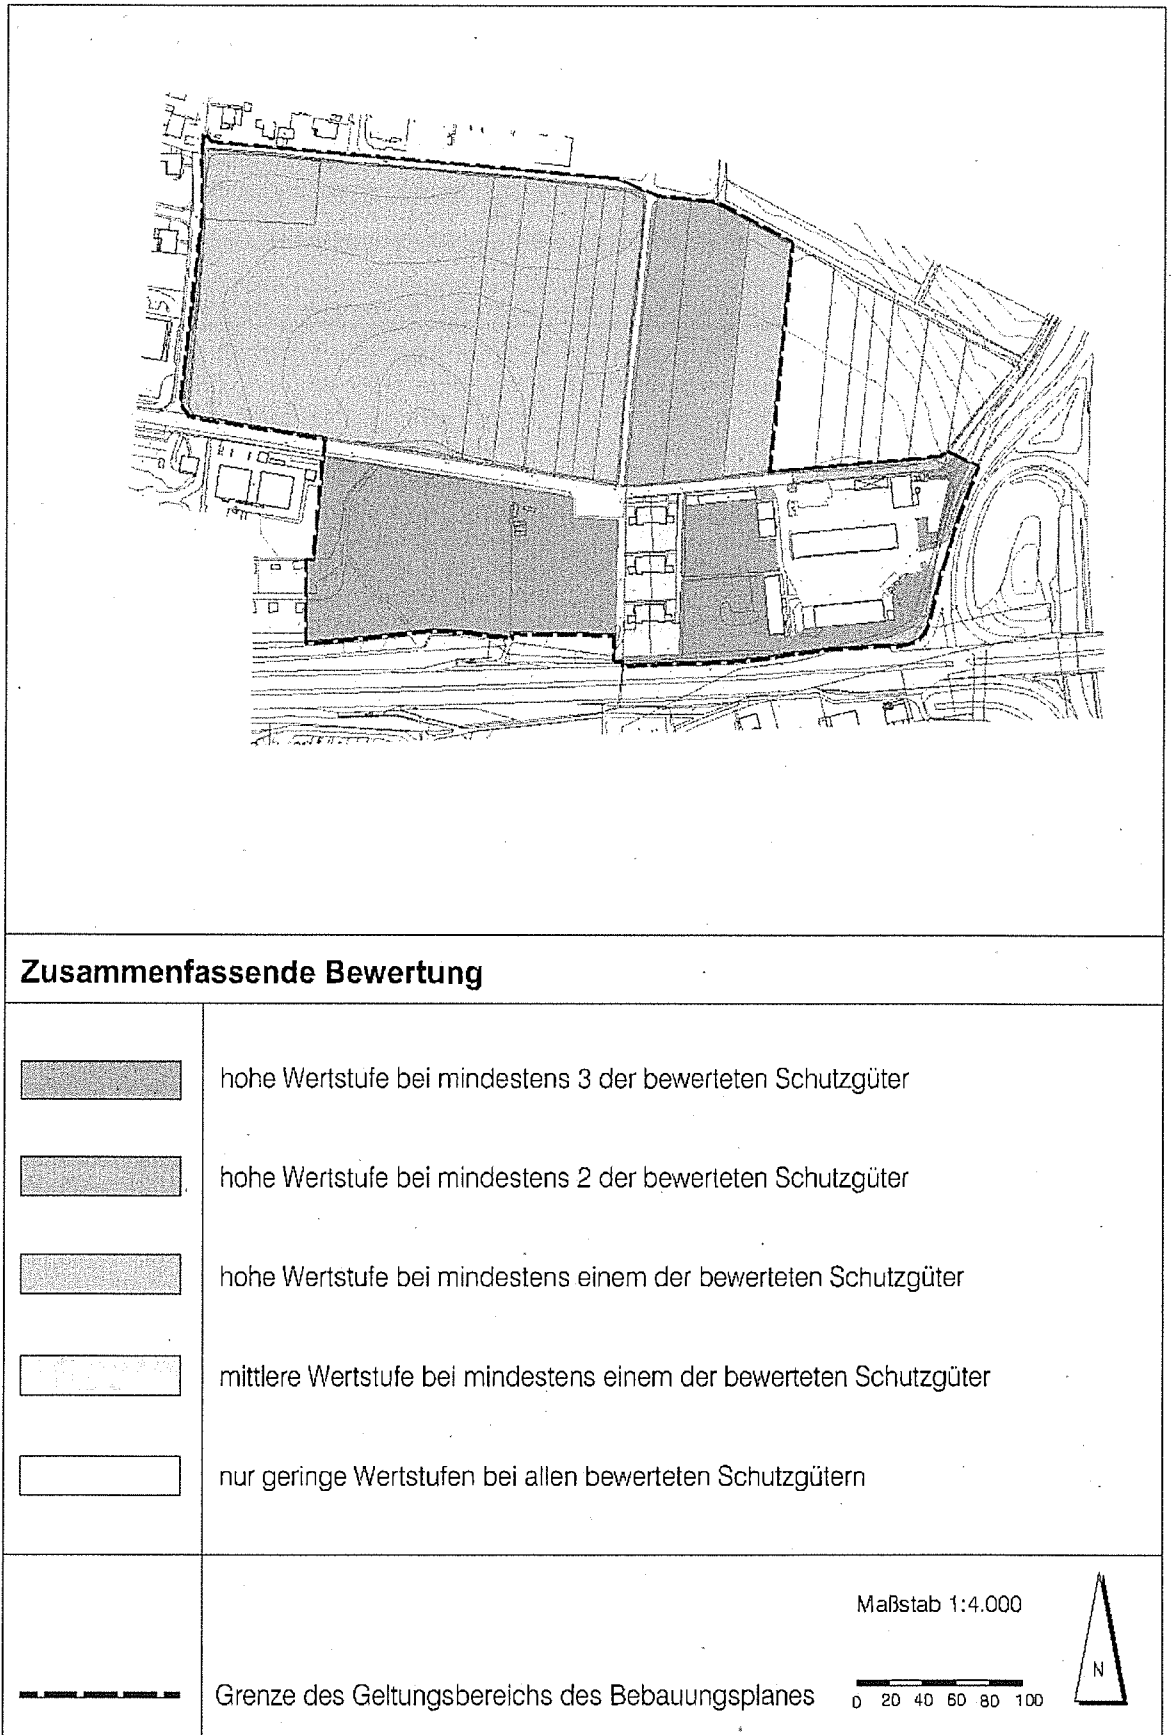 Zusammenfassende Bewertung
hohe Wertstufe bei mindestens 3 der bewerteten Schutzgüter
hohe Wertstufe bei mindestens 2 der bewerteten Schutzgüter
hohe Wertstufe bei mindestens einem der bewerteten Schutzgüter
mittlere Wertstufe bei mindestens einem der bewerteten Schutzgüter
nur geringe Wertstufen bei allen bewerteten Schutzgütern
Maßstab 1:4.000
N
Grenze des Geltungsbereichs des Bebauungsplanes
0 20 40 60 80 100